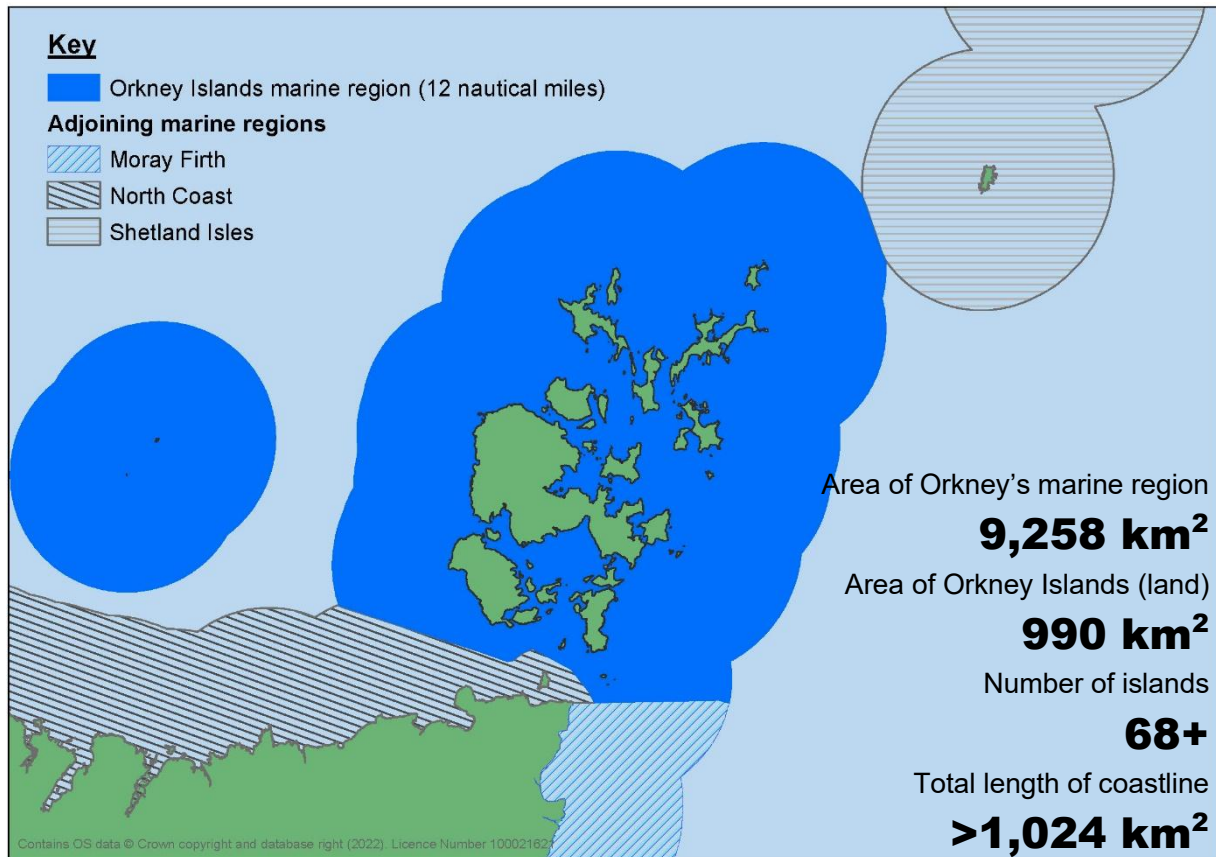 Key
Orkney Islands marine region (12 nautical miles)
Adjoining marine regions
Moray Firth
North Coast
Shetland Isles
Area of Orkney's marine region
9,258 km²
Area of Orkney Islands (land)
990 km²
Number of islands
68+
Total length of coastline
>1,024 km²
Contains OS data © Crown copyright and database right (2022). Licence Number 100021621